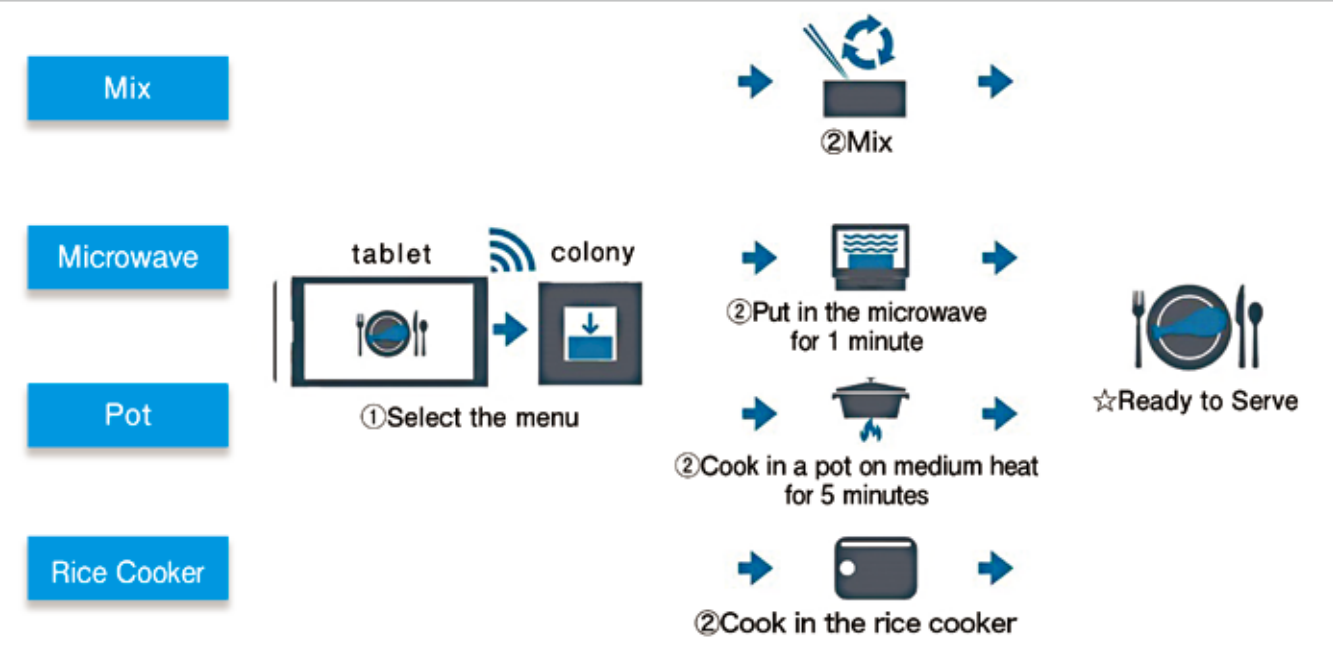 Mix
②Mix
Microwave
tablet
colony
②Put in the microwave
for 1 minute
Pot
①Select the menu
☆Ready to Serve
②Cook in a pot on medium heat
for 5 minutes
Rice Cooker
②Cook in the rice cooker